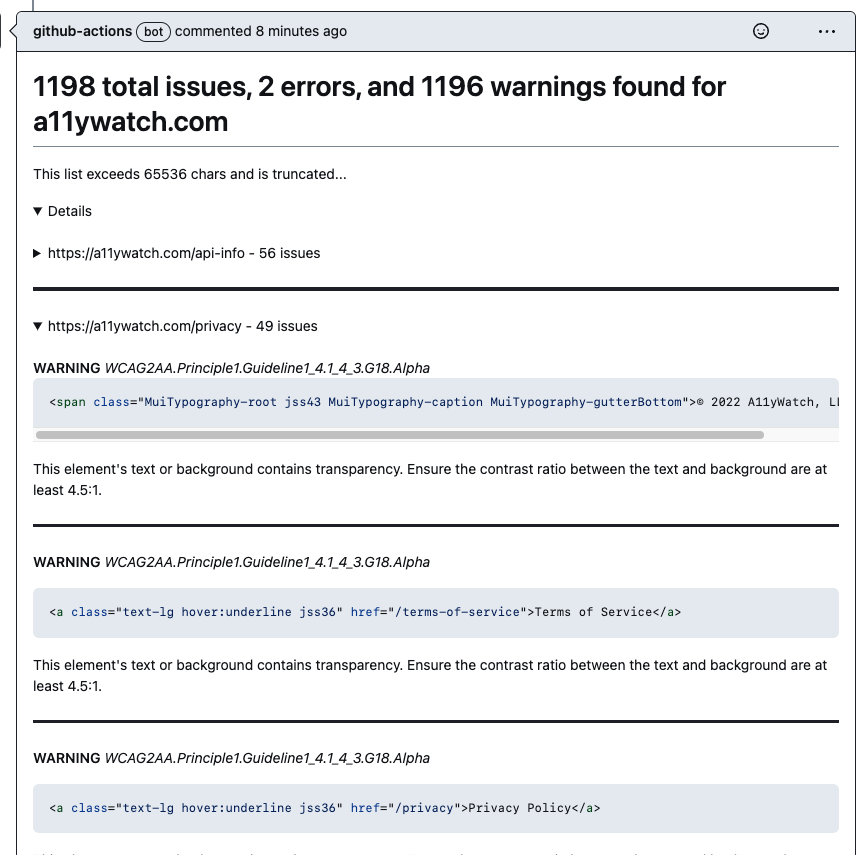 github-actions bot commented 8 minutes ago
1198 total issues, 2 errors, and 1196 warnings found for
a11ywatch.com
This list exceeds 65536 chars and is truncated...
Details
https://a11ywatch.com/api-info - 56 issues
https://a11ywatch.com/privacy - 49 issues
WARNING WCAG2AA.Principle1.Guideline1_4.1_4_3.G18.Alpha
<span class="MuiTypography-root jss43 MuiTypography-caption MuiTypography-gutterBottom">© 2022 A11yWatch,
This element's text or background contains transparency. Ensure the contrast ratio between the text and background are at
least 4.5:1.
WARNING WCAG2AA.Principle1.Guideline1_4.1_4_3.G18.Alpha
<a class="text-lg hover:underline jss36" href="/terms-of-service">Terms of Service</a>
This element's text or background contains transparency. Ensure the contrast ratio between the text and background are at
least 4.5:1.
WARNING WCAG2AA.Principle1.Guideline1_4.1_4_3.G18.Alpha
<a class="text-lg hover:underline jss36" href="/privacy">Privacy Policy</a>